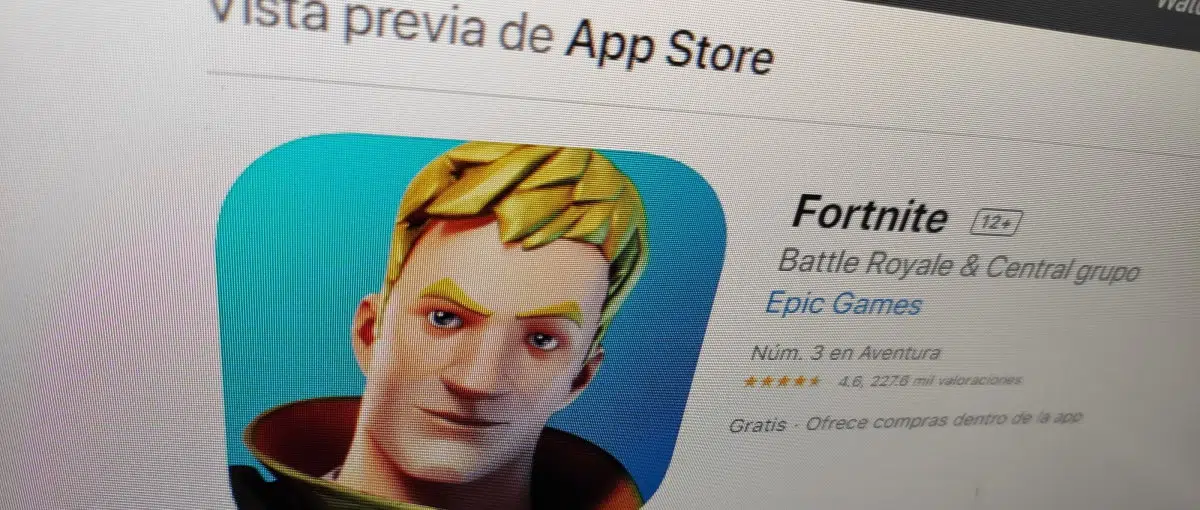 Vista previa de App Store
Fortnite 12+
Battle Royale & Central grupo
Epic Games
Núm. 3 en Aventura
★★★★★ 4.6, 227.6 mil valoraciones
Gratis · Ofrece compras dentro de la app